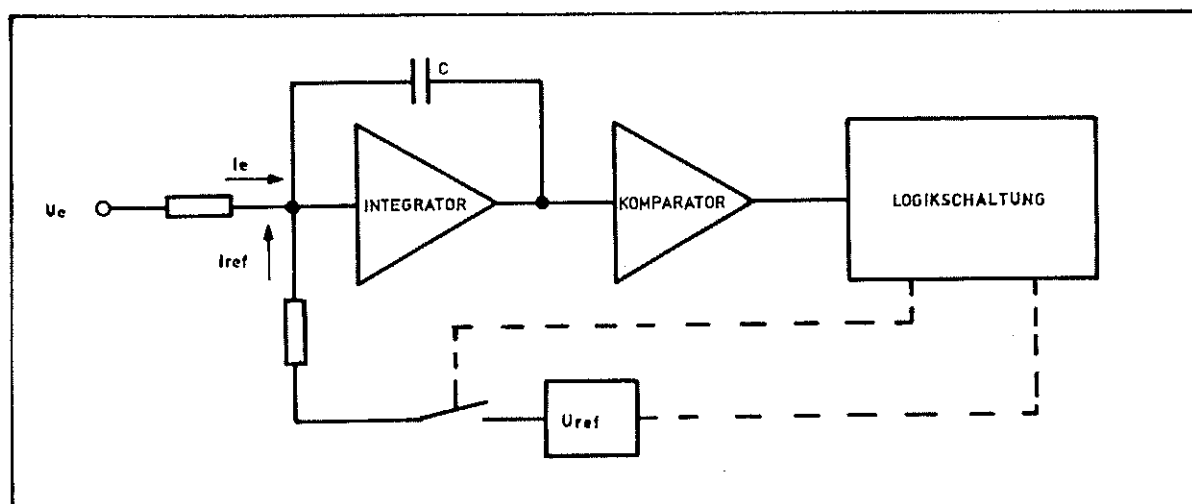 C
Ie
Ue
INTEGRATOR
KOMPARATOR
LOGIKSCHALTUNG
Iref
Uref